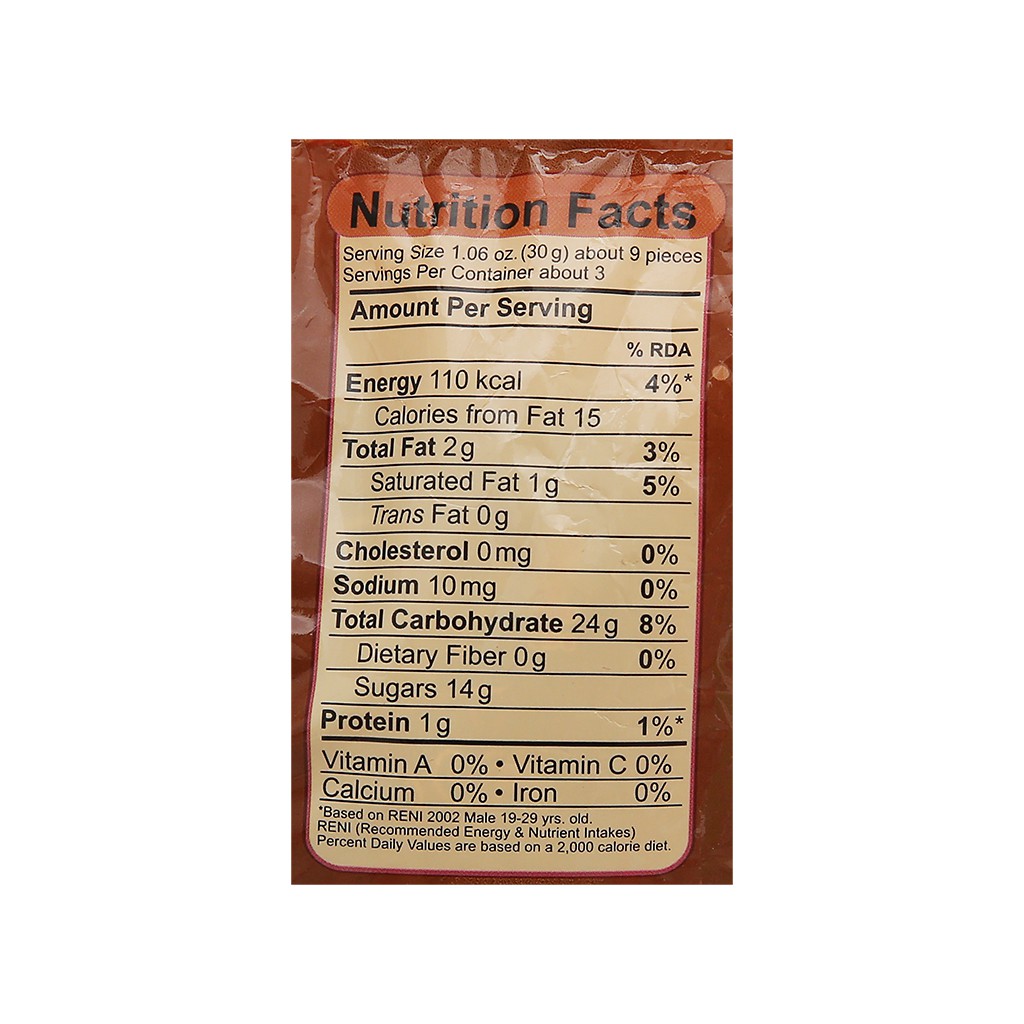 Nutrition Facts
Serving Size 1.06 oz. (30 g) about 9 pieces
Servings Per Container about 3
Amount Per Serving
% RDA
Energy 110 kcal 4%*
Calories from Fat 15
Total Fat 2 g 3%
Saturated Fat 1 g 5%
Trans Fat 0 g
Cholesterol 0 mg 0%
Sodium 10 mg 0%
Total Carbohydrate 24 g 8%
Dietary Fiber 0 g 0%
Sugars 14 g
Protein 1 g 1%*
Vitamin A 0% • Vitamin C 0%
Calcium 0% • Iron 0%
*Based on RENI 2002 Male 19-29 yrs. old.
RENI (Recommended Energy & Nutrient Intakes)
Percent Daily Values are based on a 2,000 calorie diet.